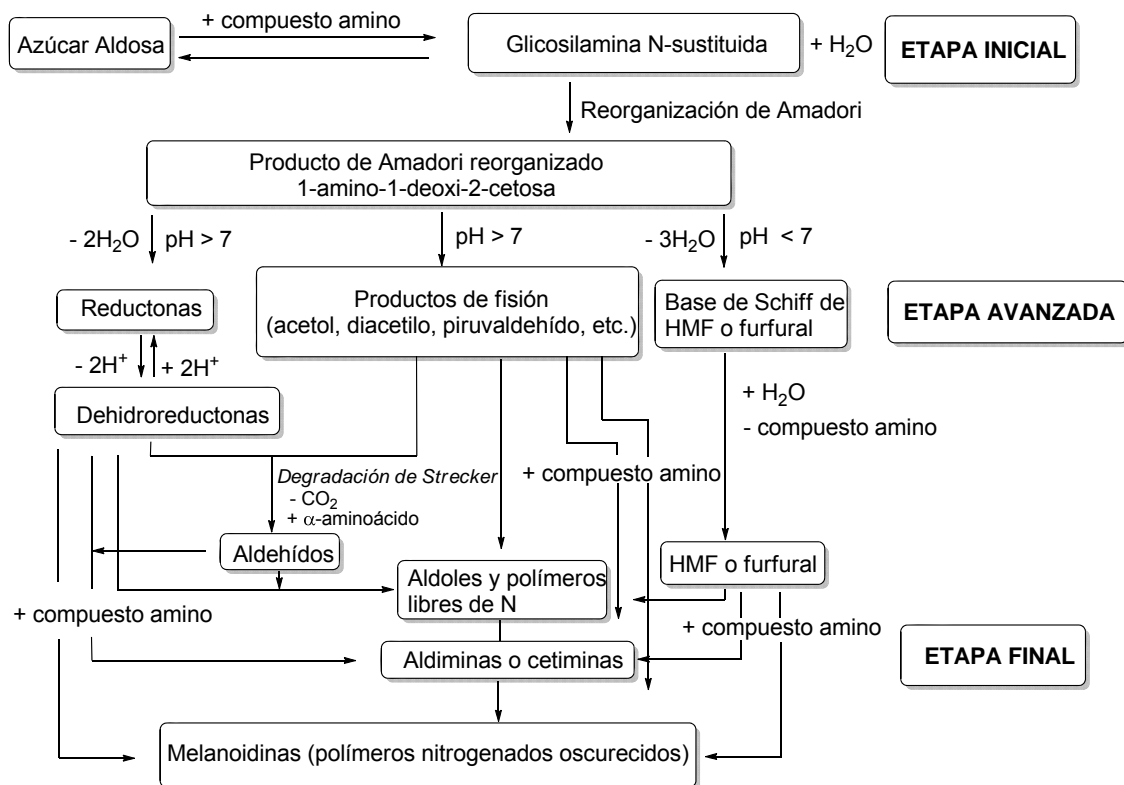 + compuesto amino
Azúcar Aldosa
Glicosilamina N-sustituida
+ H2O
ETAPA INICIAL
Reorganización de Amadori
Producto de Amadori reorganizado
1-amino-1-deoxi-2-cetosa
- 2H2O
pH > 7
pH > 7
- 3H2O
pH < 7
Reductonas
Productos de fisión
(acetol, diacetilo, piruvaldehído, etc.)
Base de Schiff de
HMF o furfural
ETAPA AVANZADA
- 2H+
+ 2H+
Dehidroreductonas
+ H2O
- compuesto amino
Degradación de Strecker
- CO2
+ α-aminoácido
+ compuesto amino
Aldehídos
HMF o furfural
Aldoles y polímeros
libres de N
+ compuesto amino
+ compuesto amino
Aldiminas o cetiminas
ETAPA FINAL
Melanoidinas (polímeros nitrogenados oscurecidos)